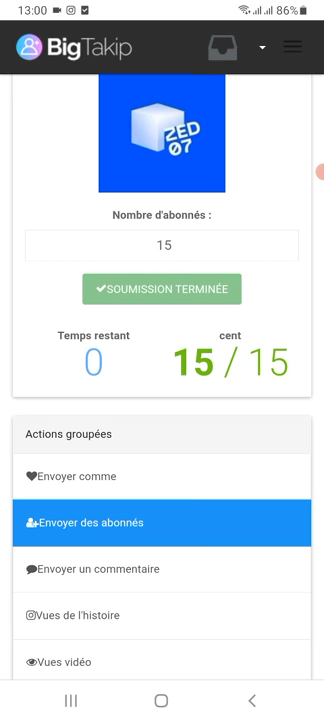 13:00 86%
BigTakip
ZED
07
Nombre d'abonnés :
15
SOUMISSION TERMINÉE
Temps restant cent
0 15 / 15
Actions groupées
Envoyer comme
Envoyer des abonnés
Envoyer un commentaire
Vues de l'histoire
Vues vidéo